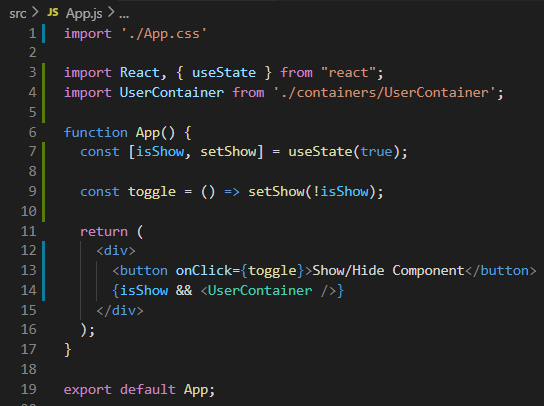 src > JS App.js > ...
1 import './App.css'
2
3 import React, { useState } from "react";
4 import UserContainer from './containers/UserContainer';
5
6 function App() {
7   const [isShow, setShow] = useState(true);
8
9   const toggle = () => setShow(!isShow);
10
11   return (
12     <div>
13       <button onClick={toggle}>Show/Hide Component</button>
14       {isShow && <UserContainer />}
15     </div>
16   );
17 }
18
19 export default App;